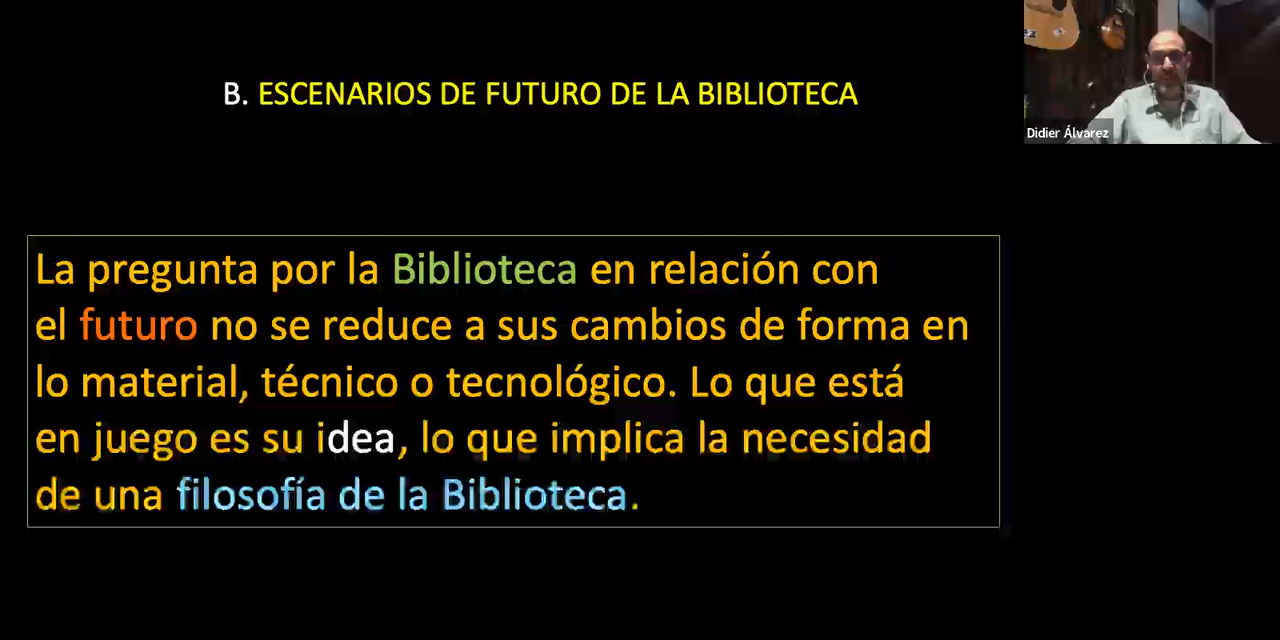 B. ESCENARIOS DE FUTURO DE LA BIBLIOTECA
Didier Álvarez
La pregunta por la Biblioteca en relación con
el futuro no se reduce a sus cambios de forma en
lo material, técnico o tecnológico. Lo que está
en juego es su idea, lo que implica la necesidad
de una filosofía de la Biblioteca.